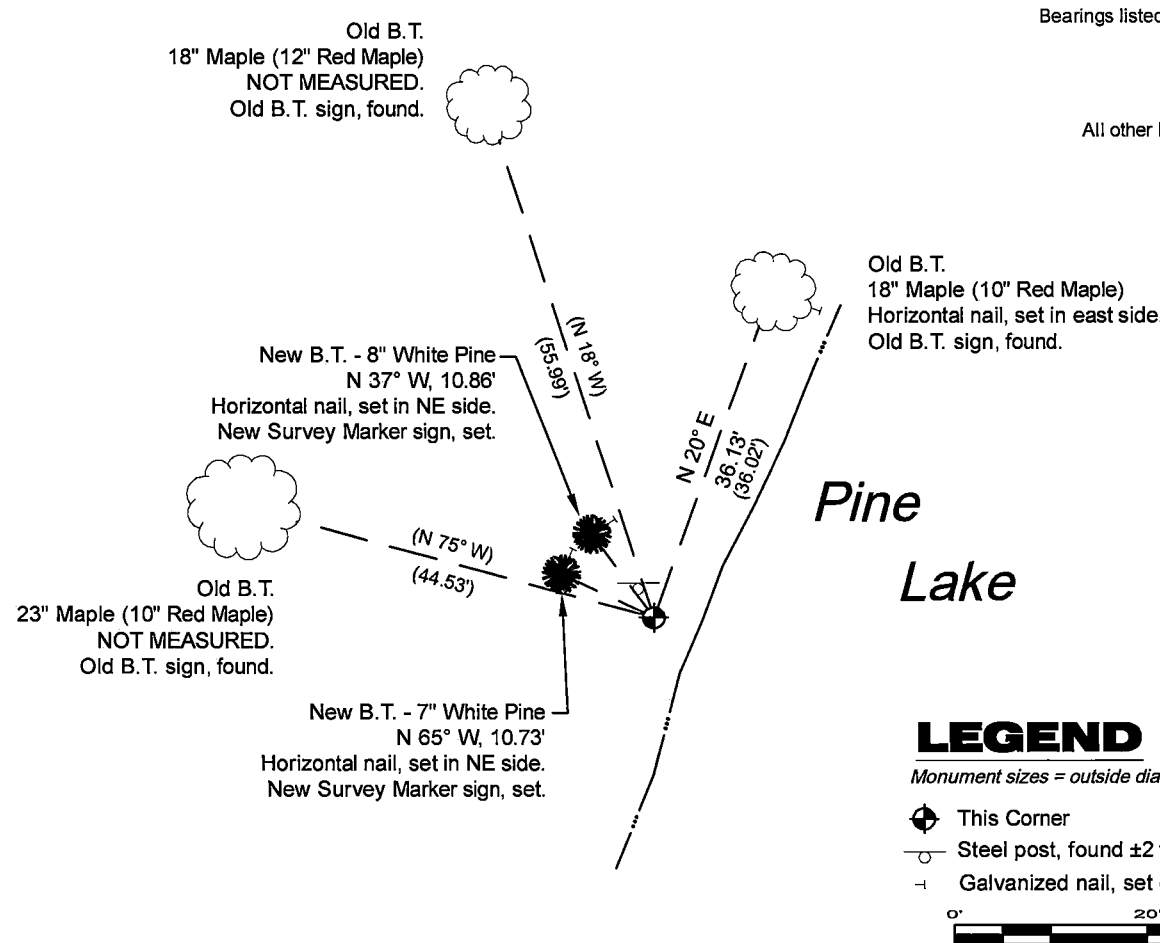 Bearings listed
Old B.T.
18" Maple (12" Red Maple)
NOT MEASURED.
Old B.T. sign, found.
All other
Old B.T.
18" Maple (10" Red Maple)
Horizontal nail, set in east side.
Old B.T. sign, found.
(N 18° W)
(55.99')
New B.T. - 8" White Pine
N 37° W, 10.86'
Horizontal nail, set in NE side.
New Survey Marker sign, set.
N 20° E
36.13'
(36.02')
Pine
Lake
(N 75° W)
(44.53')
Old B.T.
23" Maple (10" Red Maple)
NOT MEASURED.
Old B.T. sign, found.
New B.T. - 7" White Pine
N 65° W, 10.73'
Horizontal nail, set in NE side.
New Survey Marker sign, set.
LEGEND
Monument sizes = outside dia
This Corner
Steel post, found ±2
Galvanized nail, set
0' 20'